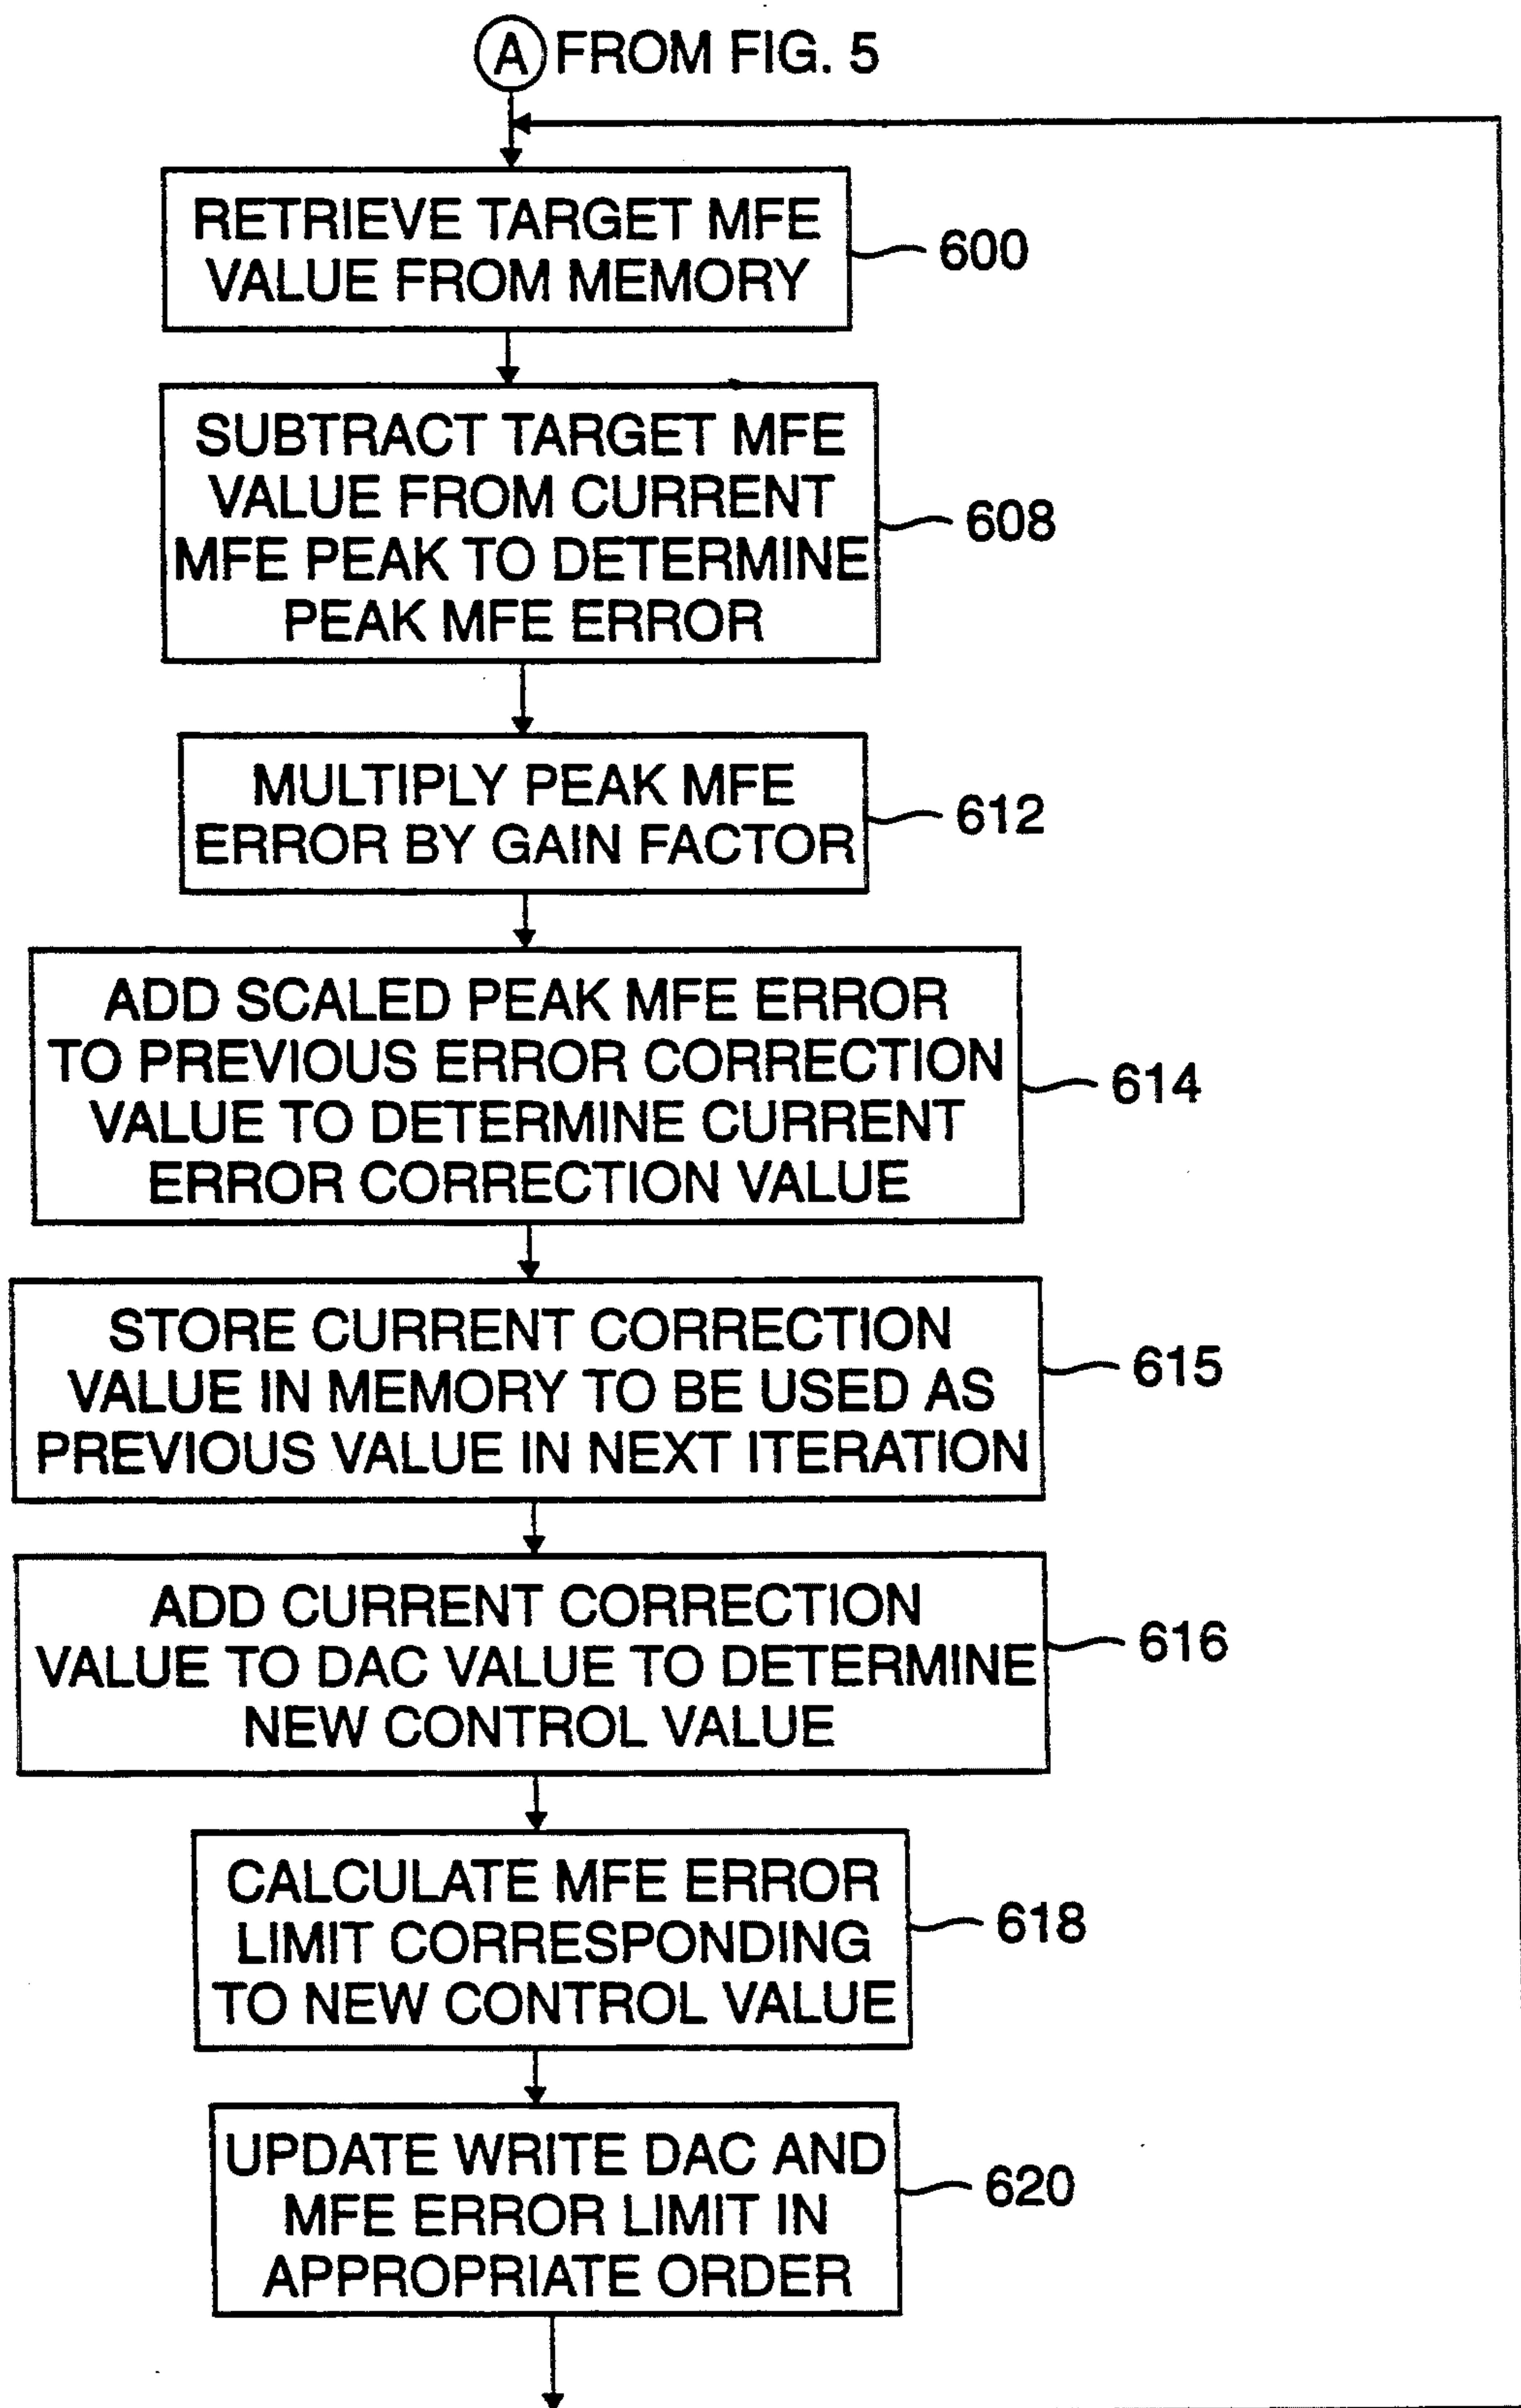 A FROM FIG. 5
RETRIEVE TARGET MFE
VALUE FROM MEMORY
600
SUBTRACT TARGET MFE
VALUE FROM CURRENT
MFE PEAK TO DETERMINE
PEAK MFE ERROR
608
MULTIPLY PEAK MFE
ERROR BY GAIN FACTOR
612
ADD SCALED PEAK MFE ERROR
TO PREVIOUS ERROR CORRECTION
VALUE TO DETERMINE CURRENT
ERROR CORRECTION VALUE
614
STORE CURRENT CORRECTION
VALUE IN MEMORY TO BE USED AS
PREVIOUS VALUE IN NEXT ITERATION
615
ADD CURRENT CORRECTION
VALUE TO DAC VALUE TO DETERMINE
NEW CONTROL VALUE
616
CALCULATE MFE ERROR
LIMIT CORRESPONDING
TO NEW CONTROL VALUE
618
UPDATE WRITE DAC AND
MFE ERROR LIMIT IN
APPROPRIATE ORDER
620